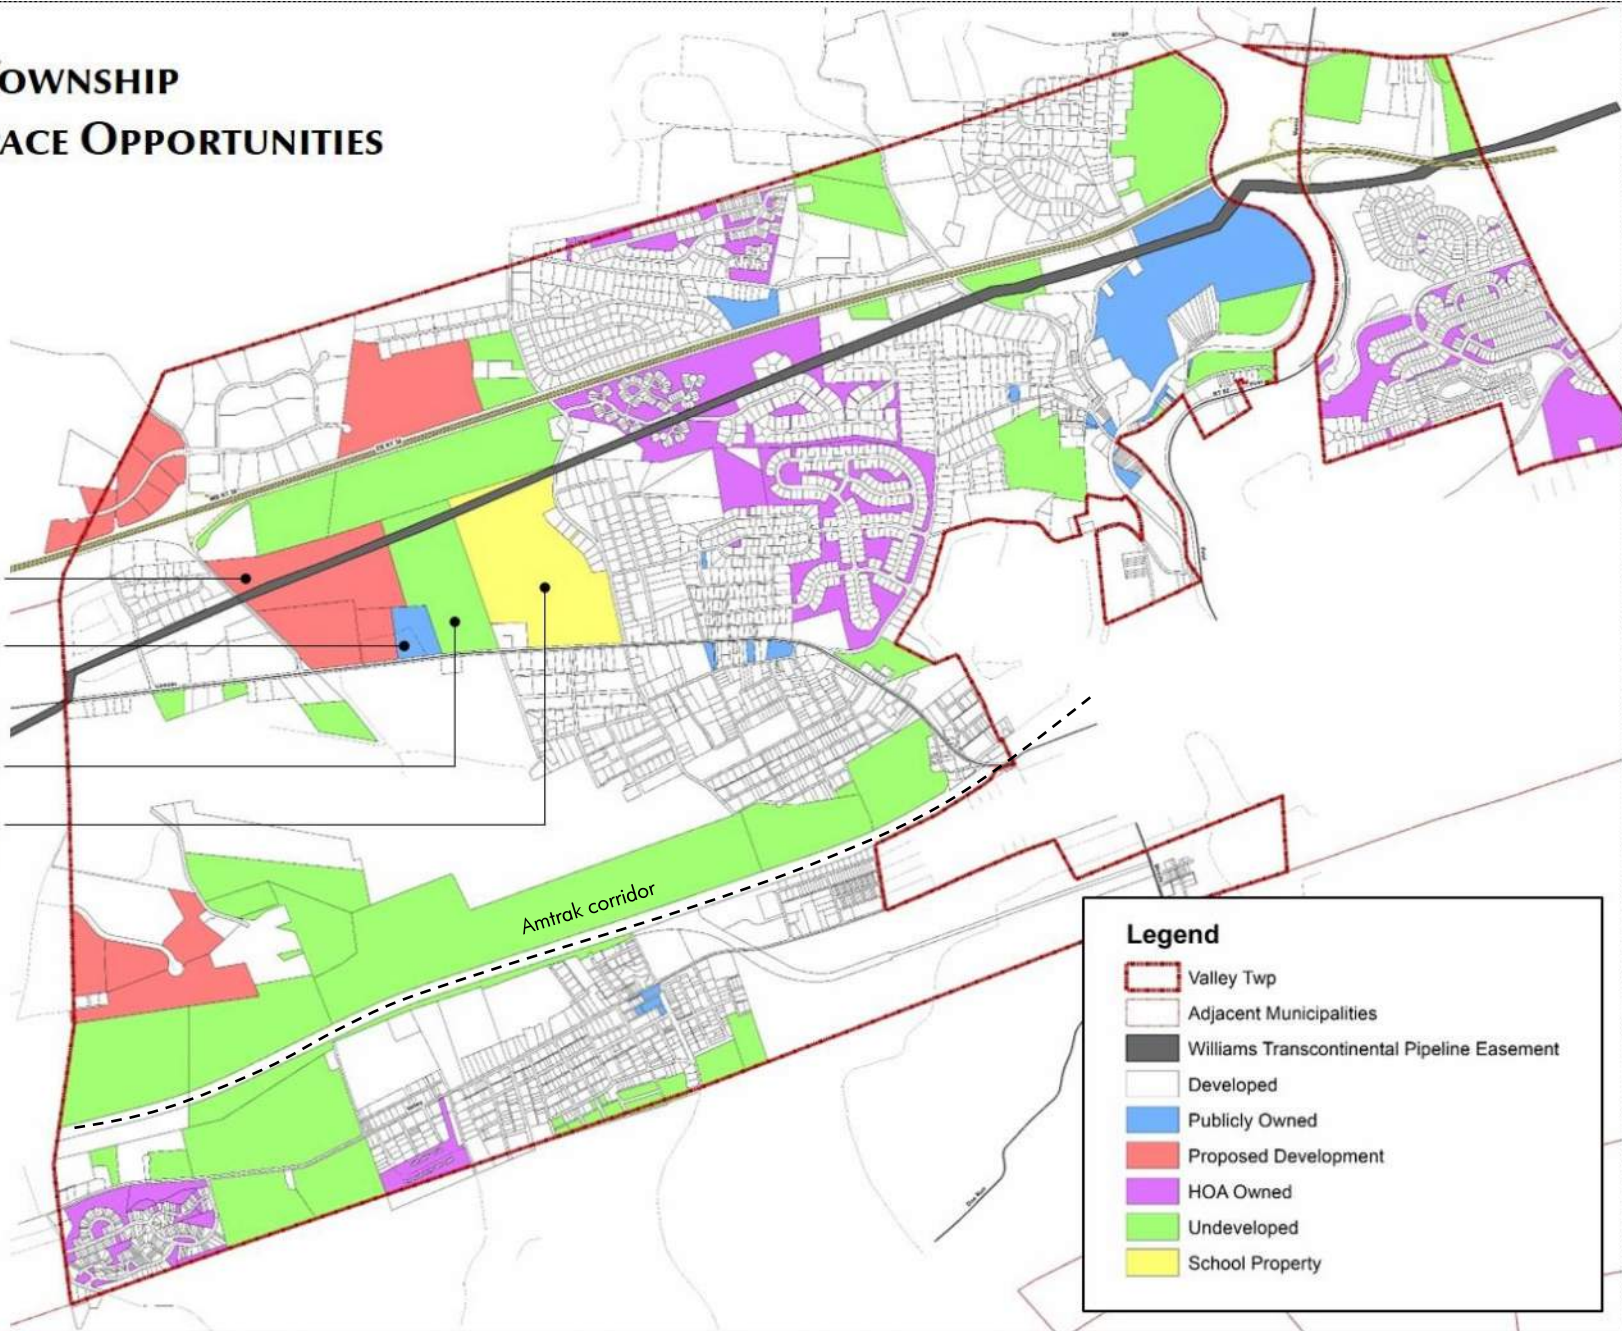 OWNSHIP
ACE OPPORTUNITIES
Amtrak corridor
Legend
Valley Twp
Adjacent Municipalities
Williams Transcontinental Pipeline Easement
Developed
Publicly Owned
Proposed Development
HOA Owned
Undeveloped
School Property